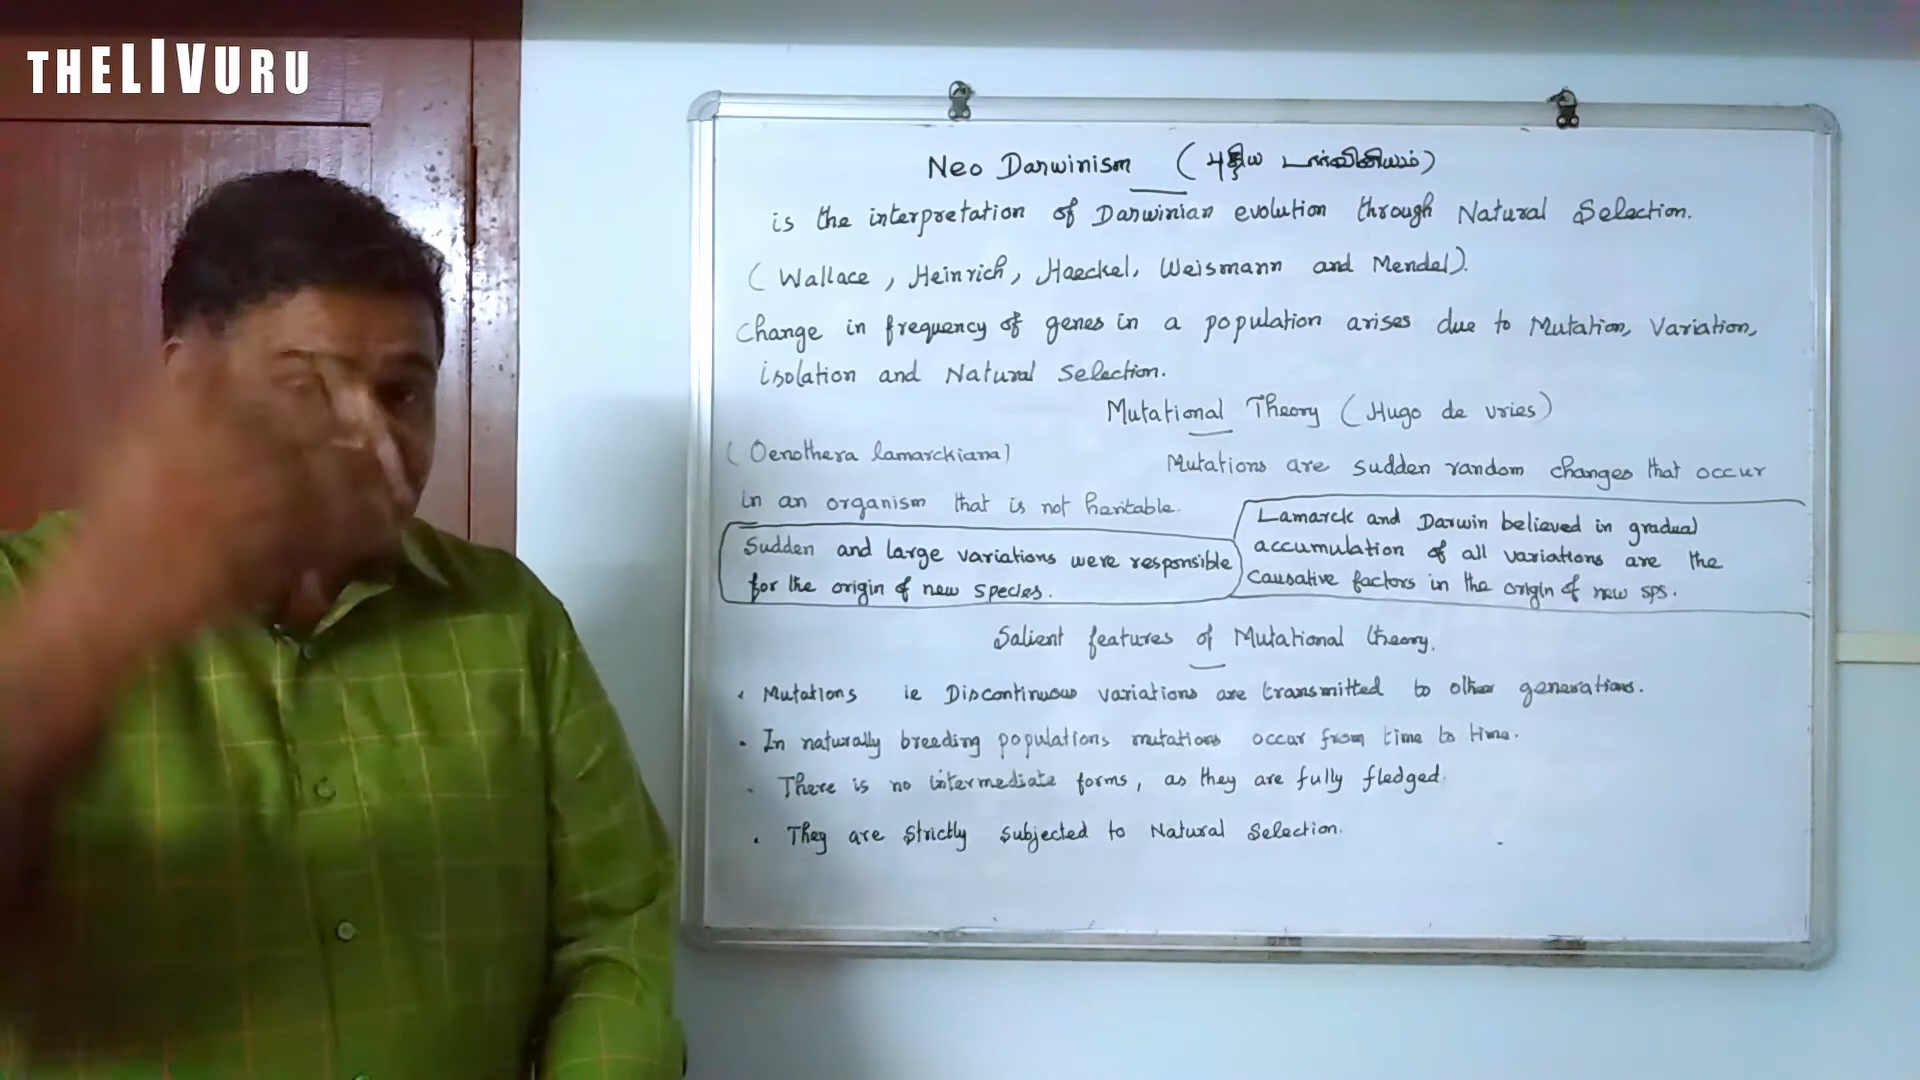 THELIVURU
Neo Darwinism (புதிய டார்வினியம்)
is the interpretation of Darwinian evolution through Natural Selection.
(Wallace, Heinrich, Haeckel, Weismann and Mendel).
Change in frequency of genes in a population arises due to Mutation, Variation,
isolation and Natural Selection.
Mutational Theory (Hugo de Vries)
(Oenothera lamarckiana)
Mutations are sudden random changes that occur
in an organism that is not heritable.
Sudden and large variations were responsible
for the origin of new species.
Lamarck and Darwin believed in gradual
accumulation of all variations are the
causative factors in the origin of new sps.
Salient features of Mutational theory.
• Mutations ie Discontinuous variations are transmitted to other generations.
• In naturally breeding populations mutations occur from time to time.
• There is no intermediate forms, as they are fully fledged.
• They are strictly subjected to Natural Selection.